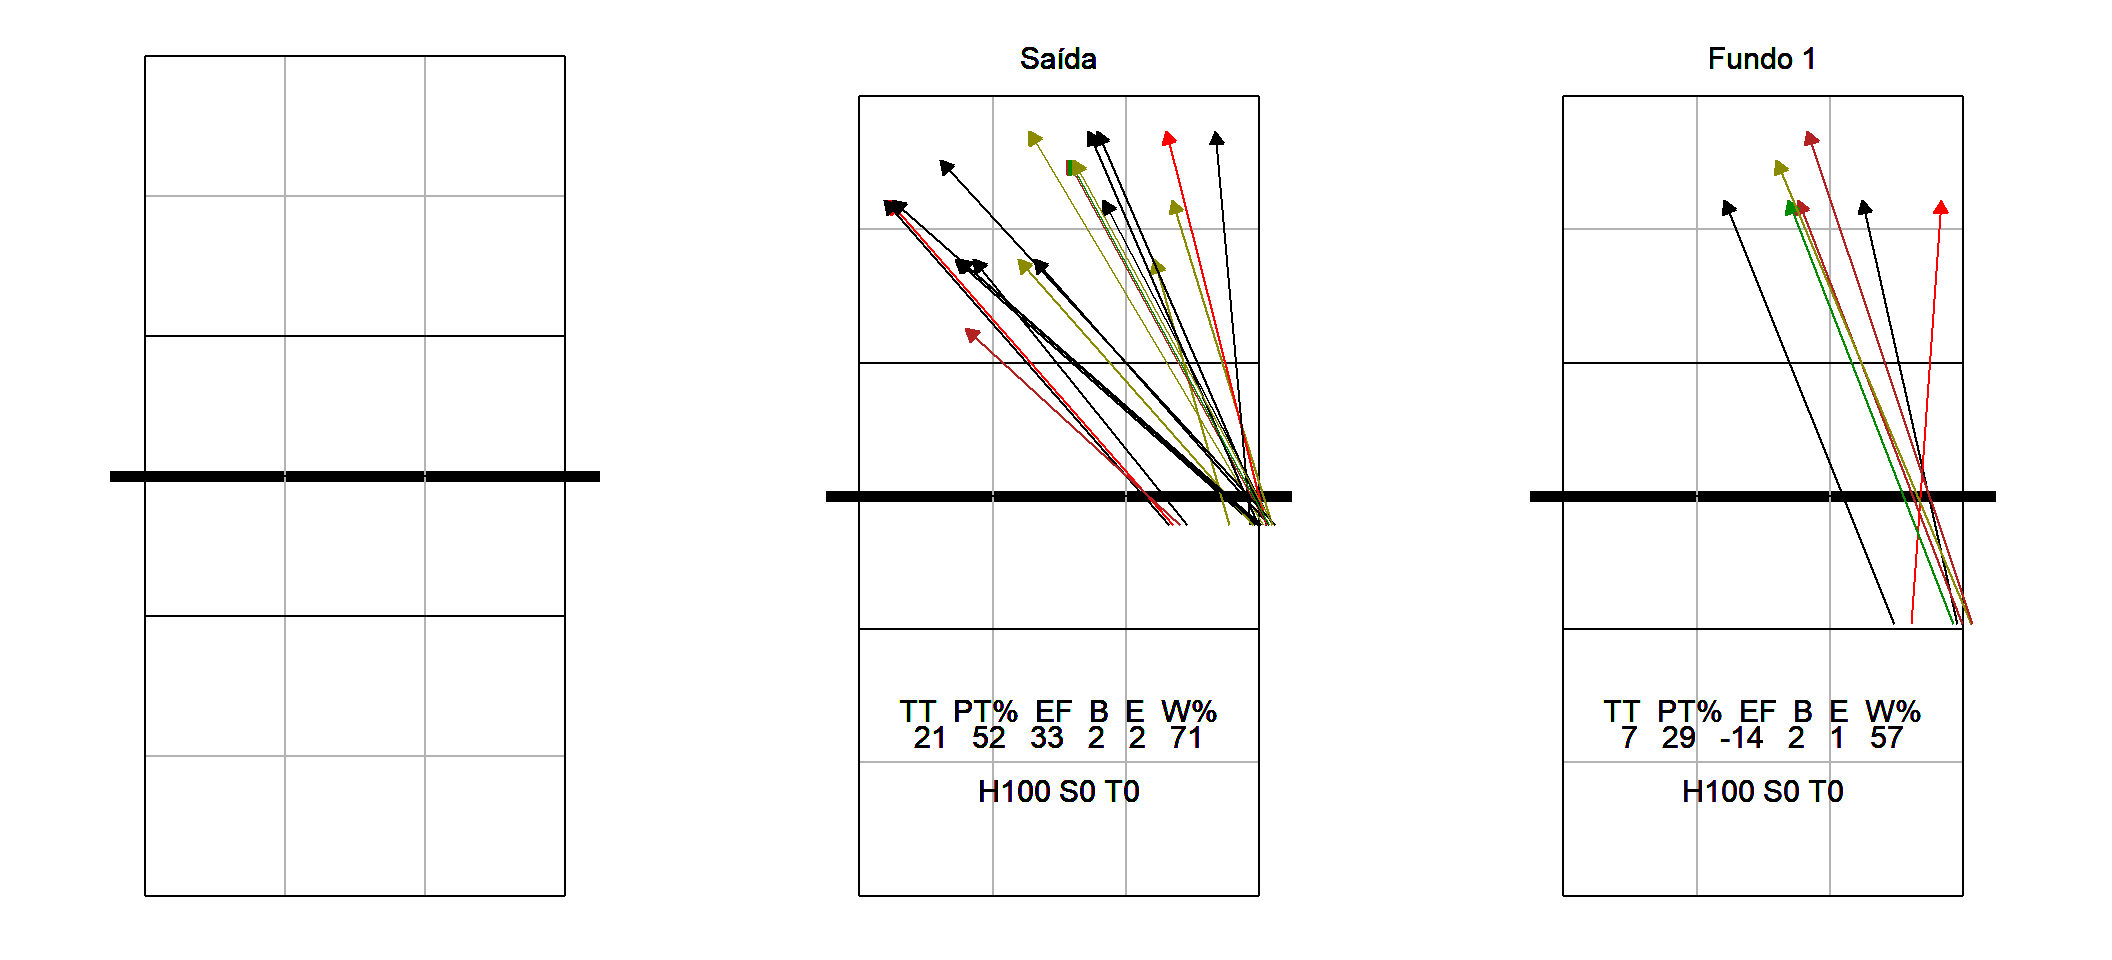 Saída
TT PT% EF B E W%
21 52 33 2 2 71
H100 S0 T0
Fundo 1
TT PT% EF B E W%
7 29 -14 2 1 57
H100 S0 T0